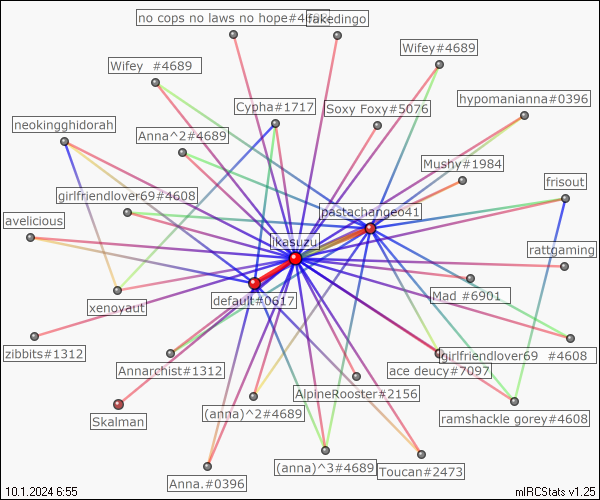 no cops no laws no hope#4689
fakedingo
Wifey#4689
Wifey  #4689
hypomanianna#0396
Cypha#1717
Soxy Foxy#5076
neokingghidorah
Anna^2#4689
Mushy#1984
frisout
girlfriendlover69#4608
pastachangeo41
avelicious
ikasuzu
rattgaming
default#0617
Mad #6901
xenoyaut
zibbits#1312
Annarchist#1312
girlfriendlover69  #4608
ace deucy#7097
AlpineRooster#2156
Skalman
(anna)^2#4689
ramshackle gorey#4608
(anna)^3#4689
Toucan#2473
Anna.#0396
10.1.2024 6:55
mIRCStats v1.25